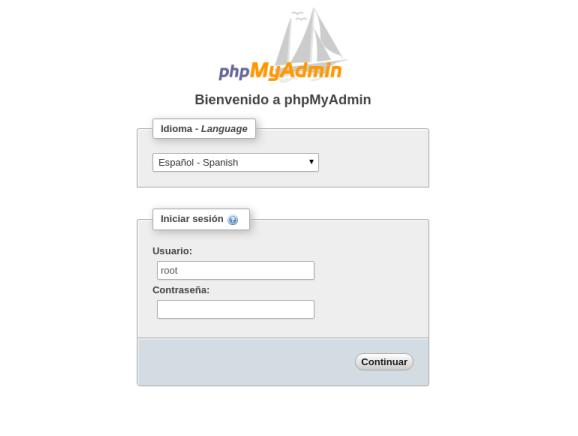 phpMyAdmin
Bienvenido a phpMyAdmin
Idioma - Language
Español - Spanish
Iniciar sesión
Usuario:
root
Contraseña:
Continuar